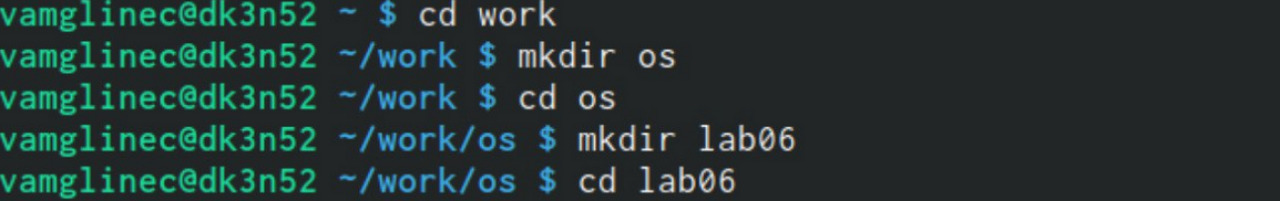 vamglinec@dk3n52 ~ $ cd work
vamglinec@dk3n52 ~/work $ mkdir os
vamglinec@dk3n52 ~/work $ cd os
vamglinec@dk3n52 ~/work/os $ mkdir lab06
vamglinec@dk3n52 ~/work/os $ cd lab06